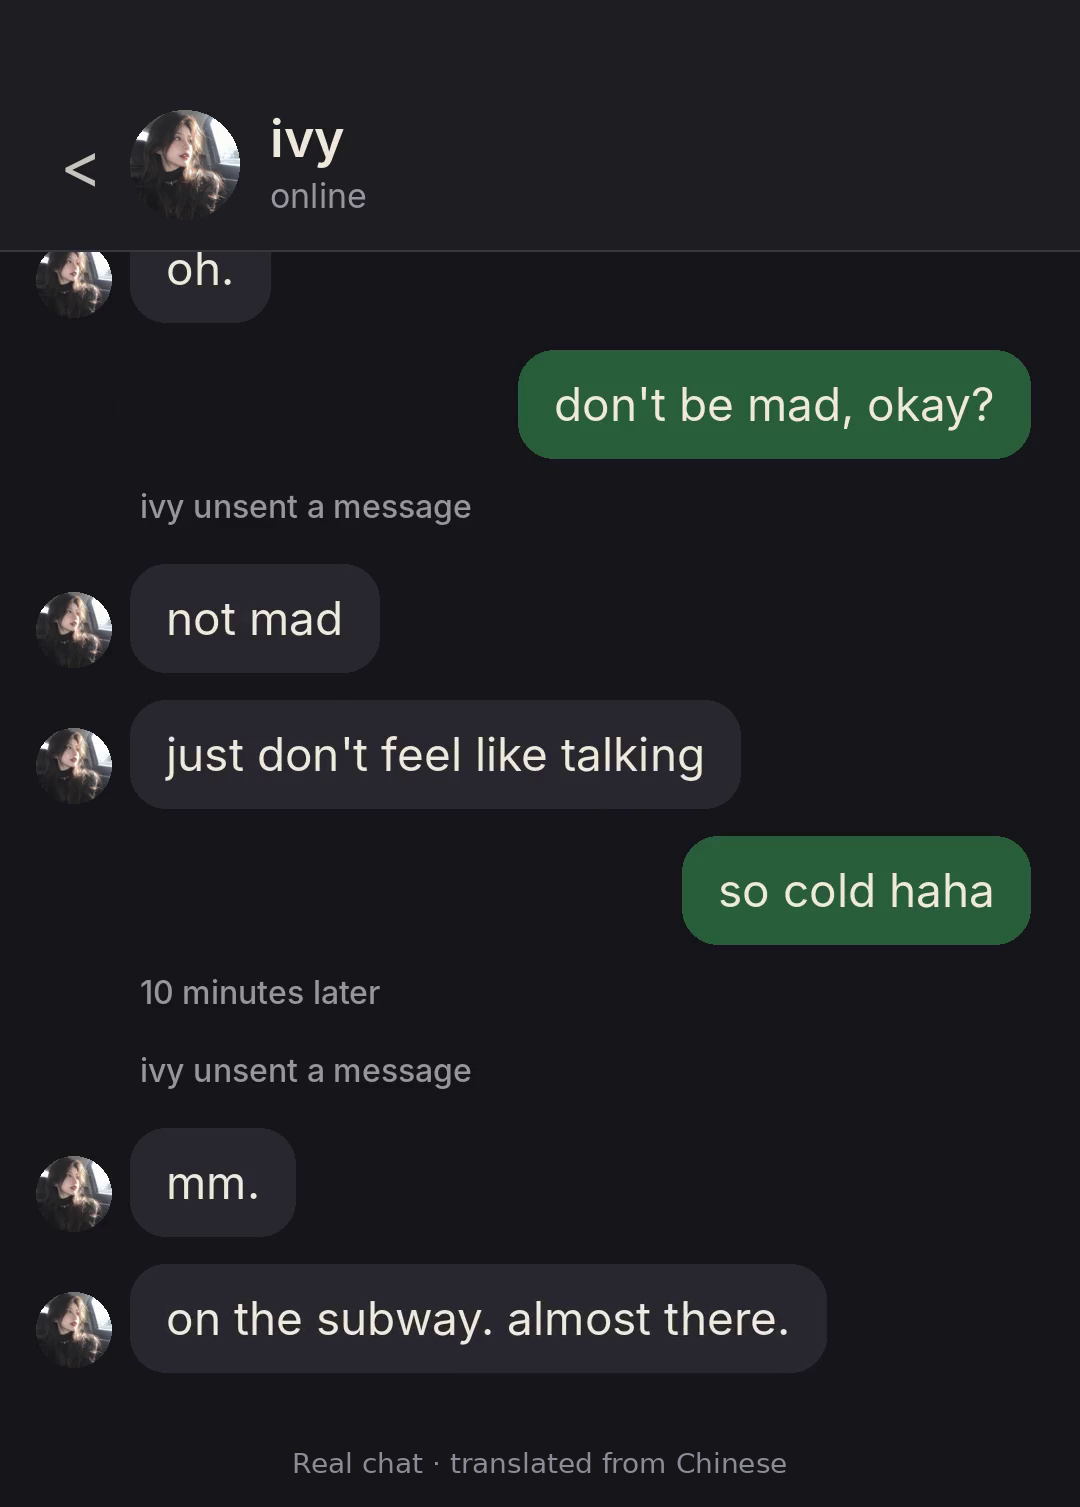 <
ivy
online
oh.
don't be mad, okay?
ivy unsent a message
not mad
just don't feel like talking
so cold haha
10 minutes later
ivy unsent a message
mm.
on the subway. almost there.
Real chat · translated from Chinese